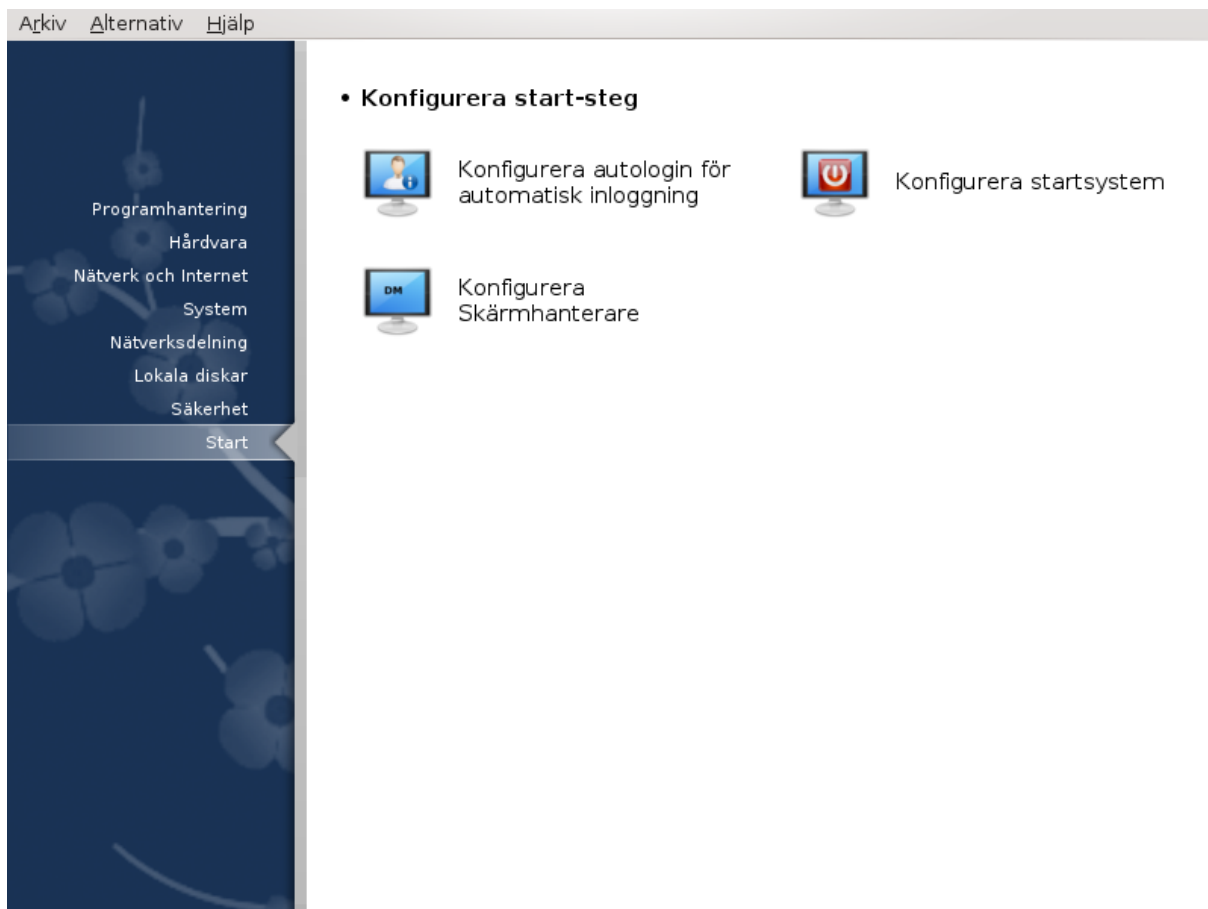 Arkiv Alternativ Hjälp
Programhantering
Hårdvara
Nätverk och Internet
System
Nätverksdelning
Lokala diskar
Säkerhet
Start
• Konfigurera start-steg
Konfigurera autologin för
automatisk inloggning
Konfigurera startsystem
DM
Konfigurera
Skärmhanterare